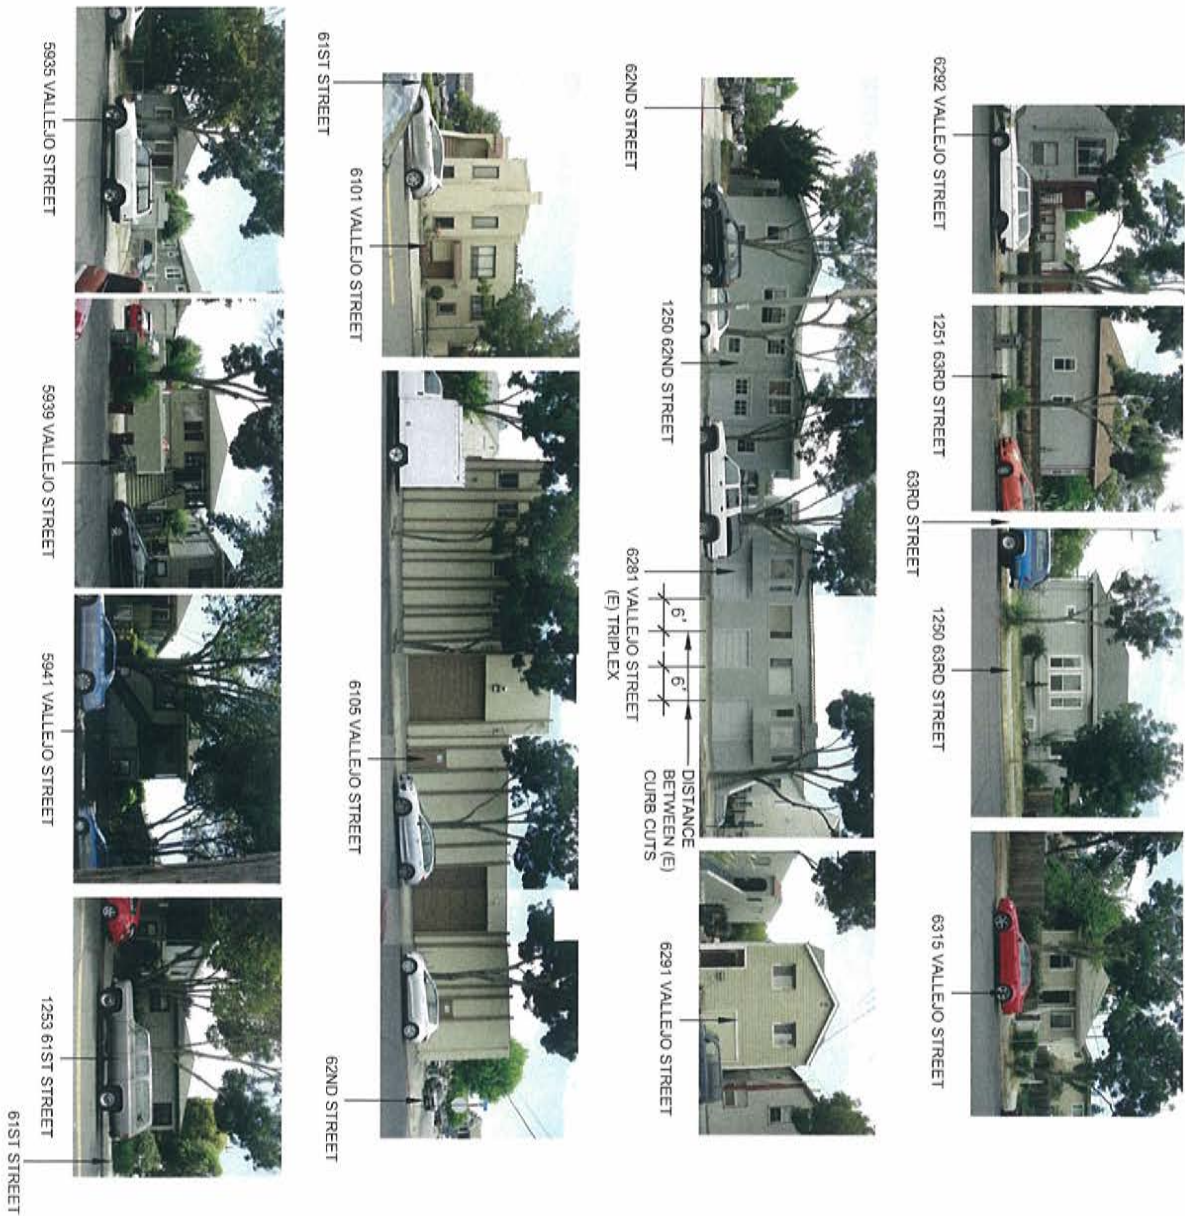 5935 VALLEJO STREET
5939 VALLEJO STREET
5941 VALLEJO STREET
1253 61ST STREET
61ST STREET
61ST STREET
6101 VALLEJO STREET
6105 VALLEJO STREET
62ND STREET
62ND STREET
1250 62ND STREET
6281 VALLEJO STREET
(E) TRIPLEX
6'
6'
DISTANCE
BETWEEN (E)
CURB CUTS
6291 VALLEJO STREET
6292 VALLEJO STREET
1251 63RD STREET
63RD STREET
1250 63RD STREET
6315 VALLEJO STREET